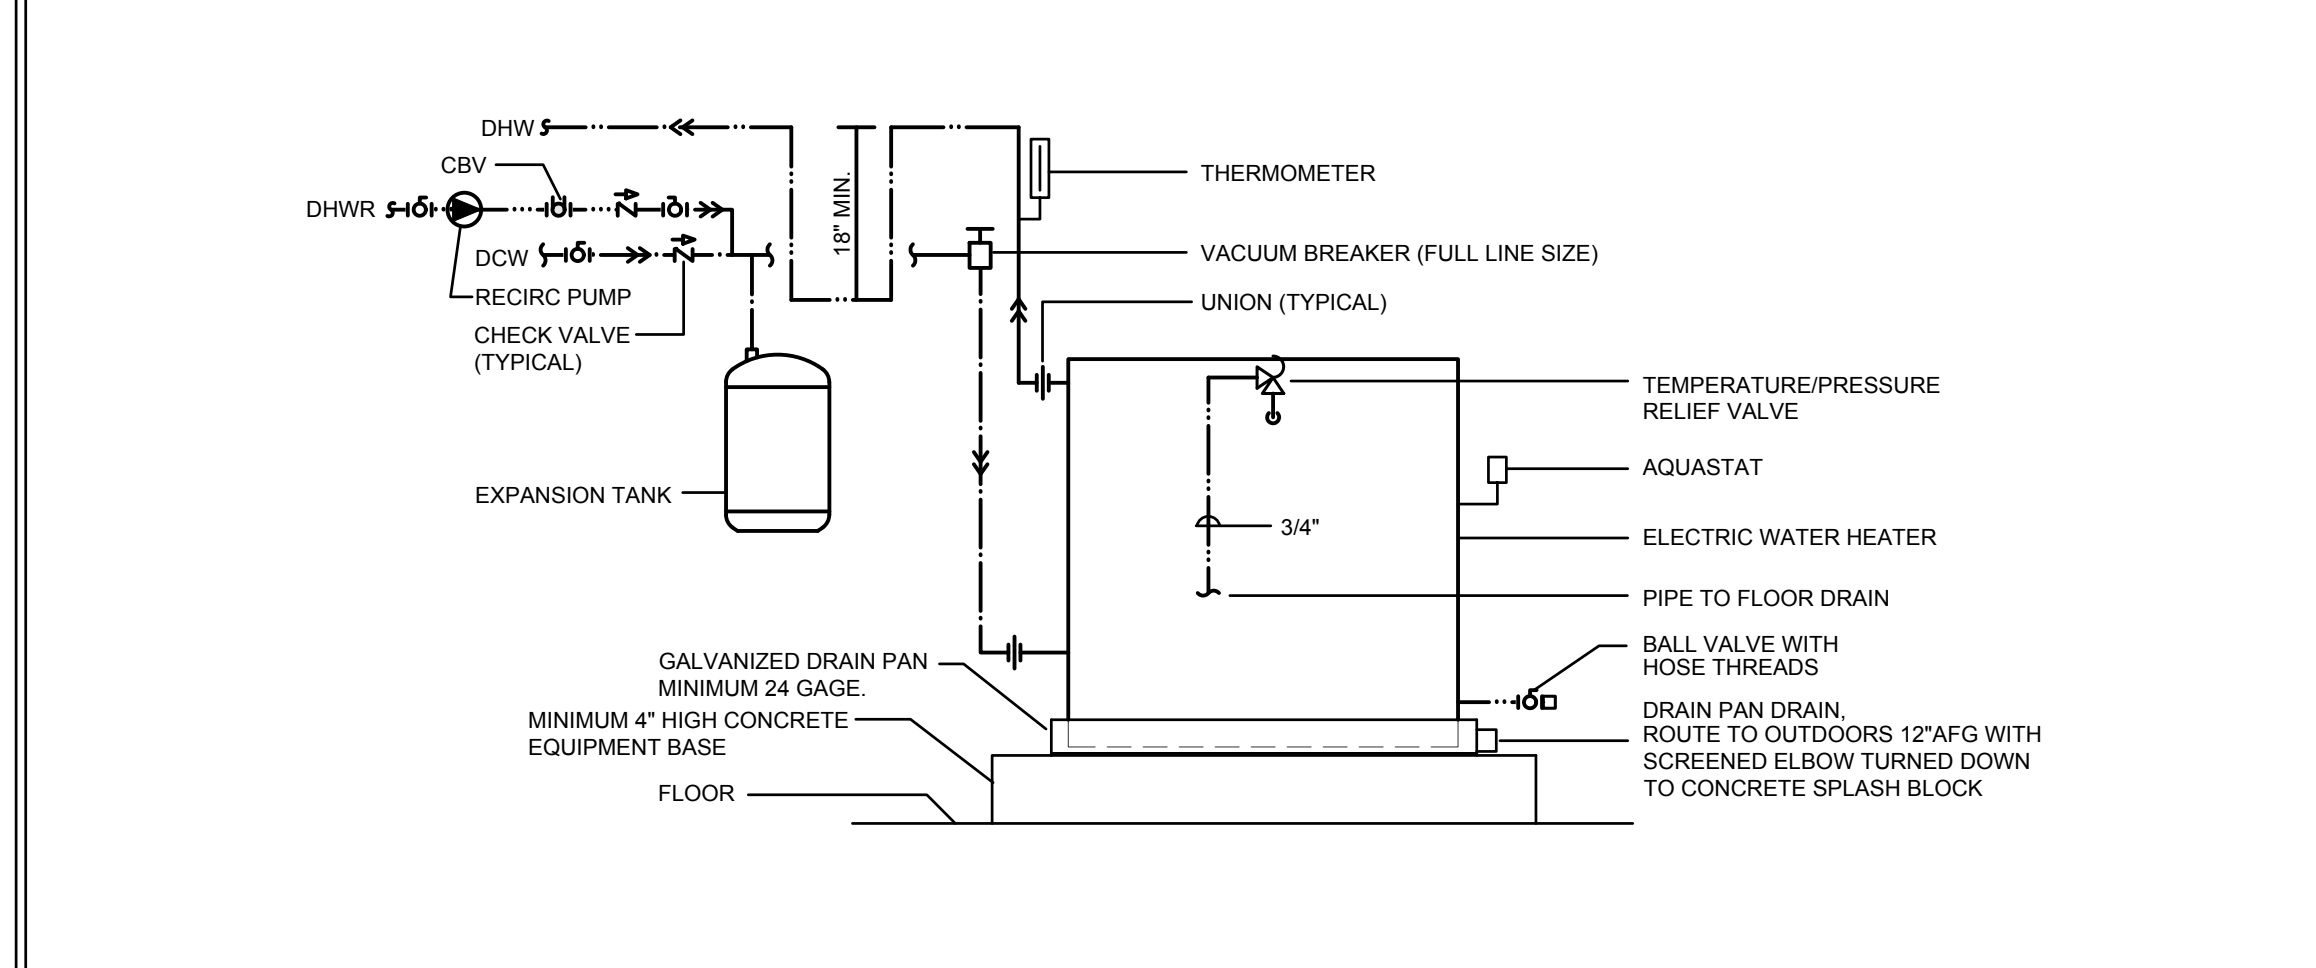 DHW
CBV
DHWR
DCW
RECIRC PUMP
CHECK VALVE
(TYPICAL)
EXPANSION TANK
18" MIN.
THERMOMETER
VACUUM BREAKER (FULL LINE SIZE)
UNION (TYPICAL)
TEMPERATURE/PRESSURE
RELIEF VALVE
AQUASTAT
3/4"
ELECTRIC WATER HEATER
PIPE TO FLOOR DRAIN
BALL VALVE WITH
HOSE THREADS
GALVANIZED DRAIN PAN
MINIMUM 24 GAGE.
MINIMUM 4" HIGH CONCRETE
EQUIPMENT BASE
FLOOR
DRAIN PAN DRAIN,
ROUTE TO OUTDOORS 12"AFG WITH
SCREENED ELBOW TURNED DOWN
TO CONCRETE SPLASH BLOCK